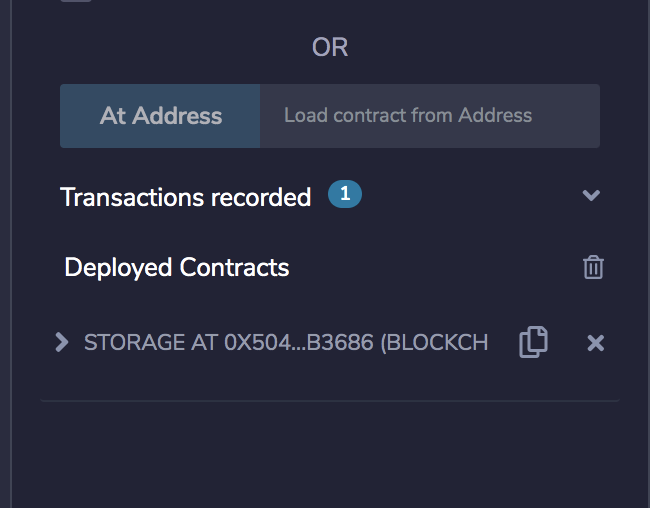 OR
At Address Load contract from Address
Transactions recorded 1
Deployed Contracts
STORAGE AT 0X504...B3686 (BLOCKCH